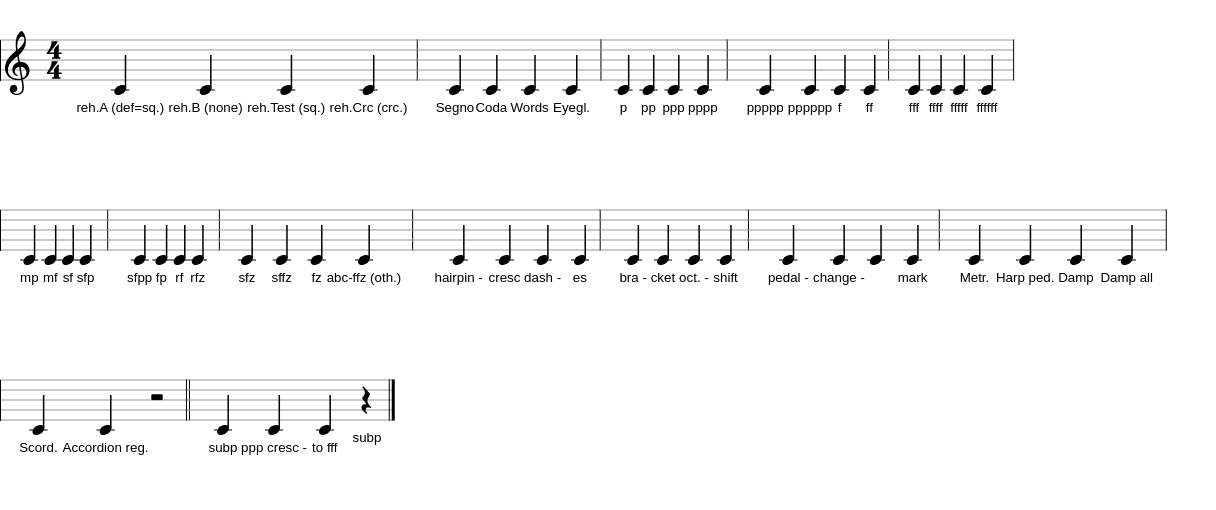 4
4
reh.A (def=sq.) reh.B (none) reh.Test (sq.) reh.Crc (crc.) Segno Coda Words Eyegl. p pp ppp pppp ppppp pppppp f ff fff ffff fffff ffffff
mp mf sf sfp sfpp fp rf rfz sfz sffz fz abc-ffz (oth.) hairpin - cresc dash - es bra - cket oct. - shift pedal - change - mark Metr. Harp ped. Damp Damp all
Scord. Accordion reg. subp ppp cresc - to fff subp